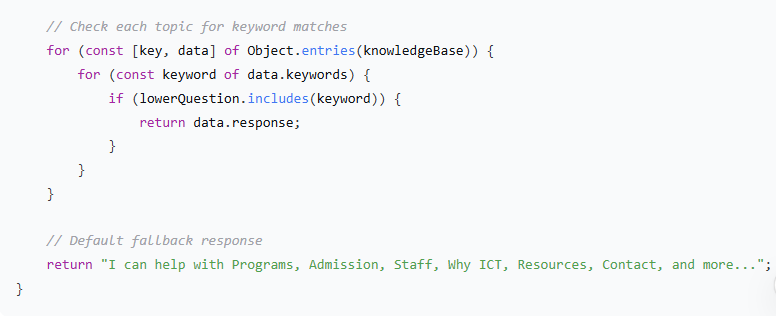 // Check each topic for keyword matches
for (const [key, data] of Object.entries(knowledgeBase)) {
for (const keyword of data.keywords) {
if (lowerQuestion.includes(keyword)) {
return data.response;
}
}
}
// Default fallback response
return "I can help with Programs, Admission, Staff, Why ICT, Resources, Contact, and more...";
}